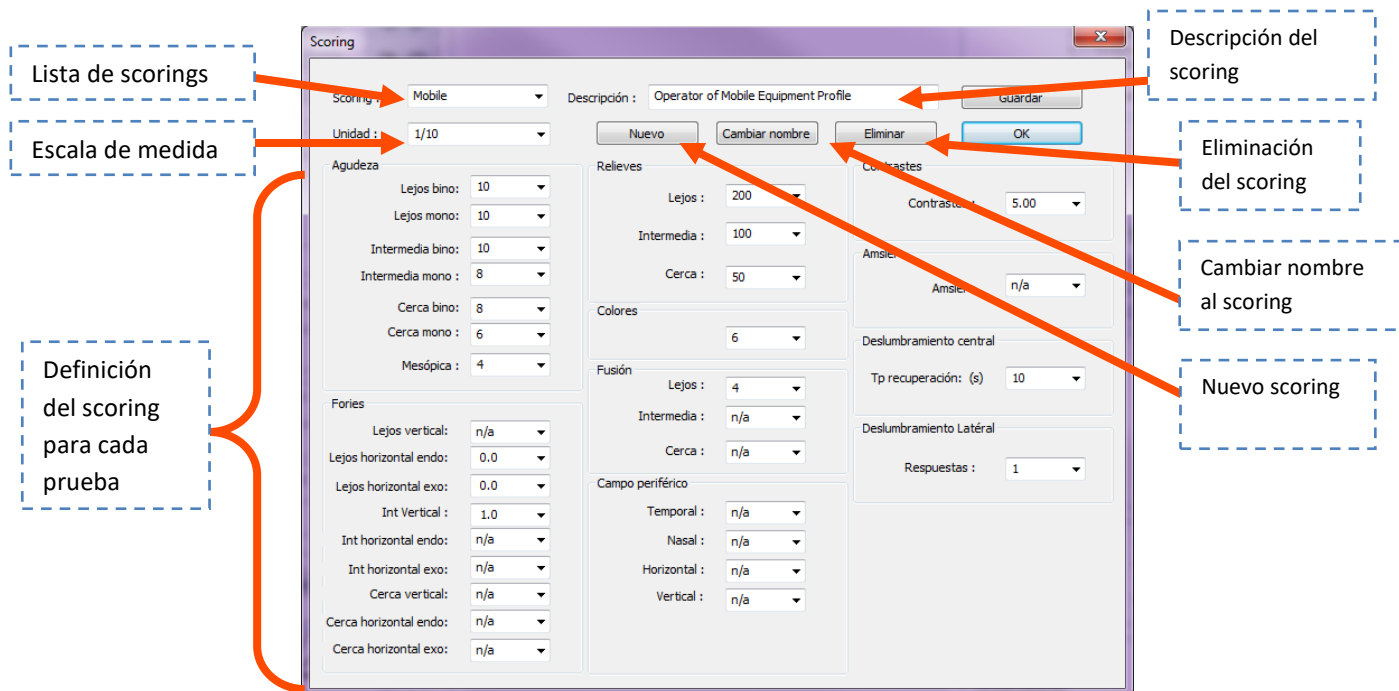 Scoring
Lista de scorings
Escala de medida
Definición
del scoring
para cada
prueba
Scoring : Mobile Descripción : Operator of Mobile Equipment Profile Guardar
Unidad : 1/10 Nuevo Cambiar nombre Eliminar OK
Agudeza
Lejos bino: 10
Lejos mono: 10
Intermedia bino: 10
Intermedia mono : 8
Cerca bino: 8
Cerca mono : 6
Mesópica : 4
Fories
Lejos vertical: n/a
Lejos horizontal endo: 0.0
Lejos horizontal exo: 0.0
Int Vertical : 1.0
Int horizontal endo: n/a
Int horizontal exo: n/a
Cerca vertical: n/a
Cerca horizontal endo: n/a
Cerca horizontal exo: n/a
Relieves
Lejos : 200
Intermedia : 100
Cerca : 50
Colores
6
Fusión
Lejos : 4
Intermedia : n/a
Cerca : n/a
Campo periférico
Temporal : n/a
Nasal : n/a
Horizontal : n/a
Vertical : n/a
Contrastes
Contrastes : 5.00
Amsler
Amsler n/a
Deslumbramiento central
Tp recuperación: (s) 10
Deslumbramiento Latéral
Respuestas : 1
Descripción del
scoring
Eliminación
del scoring
Cambiar nombre
al scoring
Nuevo scoring